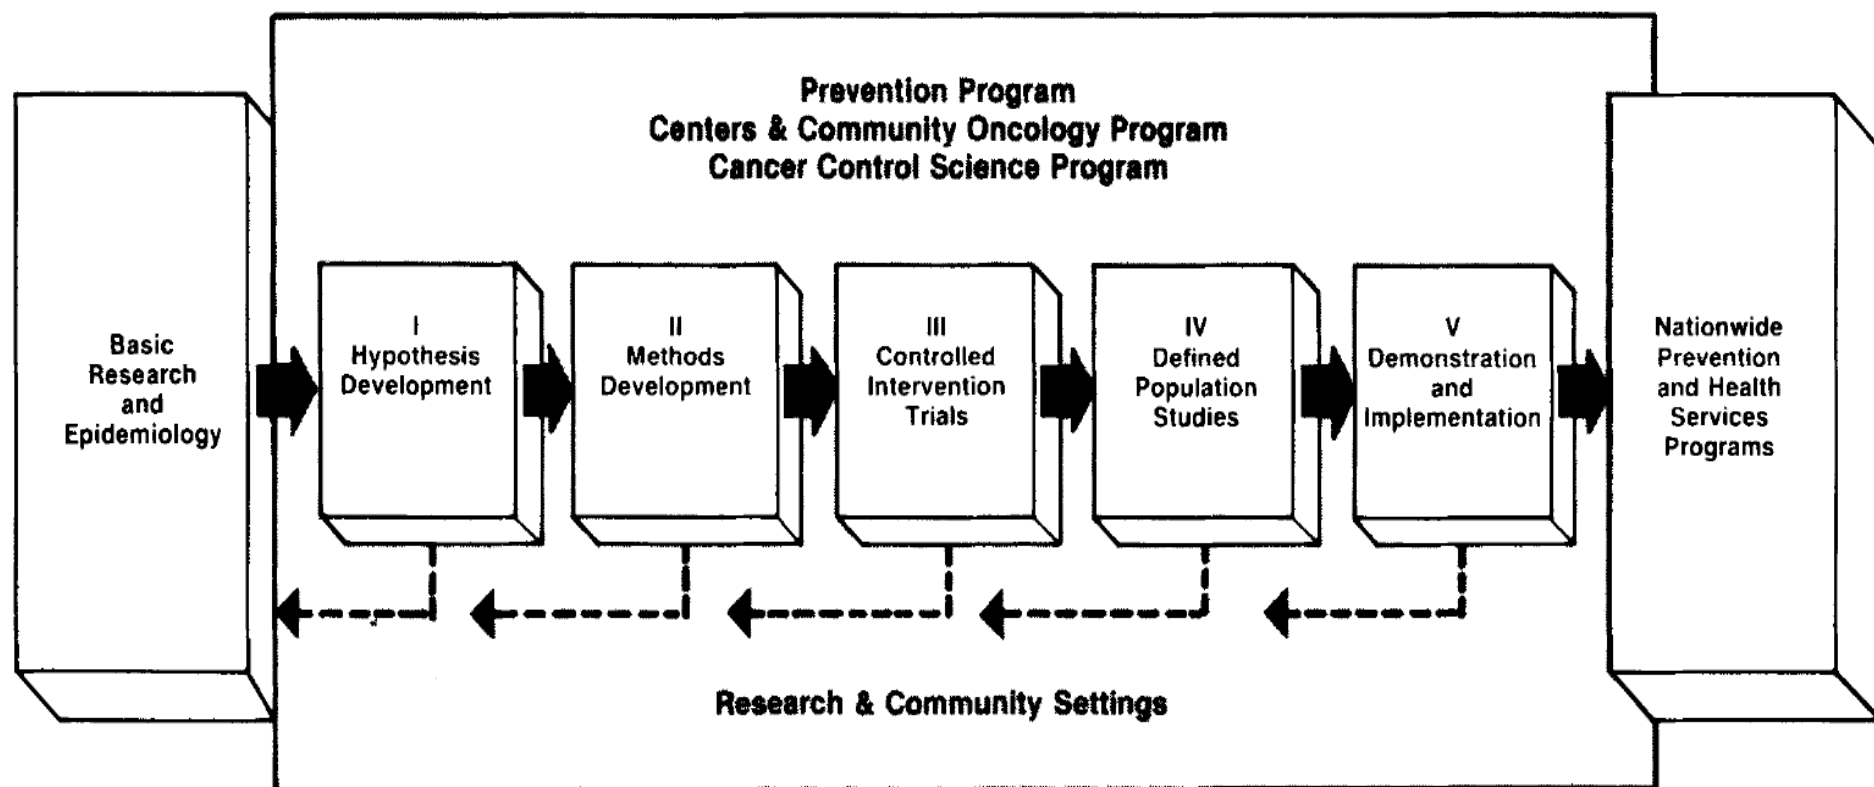 Prevention Program
Centers & Community Oncology Program
Cancer Control Science Program
Basic
Research
and
Epidemiology
I
Hypothesis
Development
II
Methods
Development
III
Controlled
Intervention
Trials
IV
Defined
Population
Studies
V
Demonstration
and
Implementation
Nationwide
Prevention
and Health
Services
Programs
Research & Community Settings